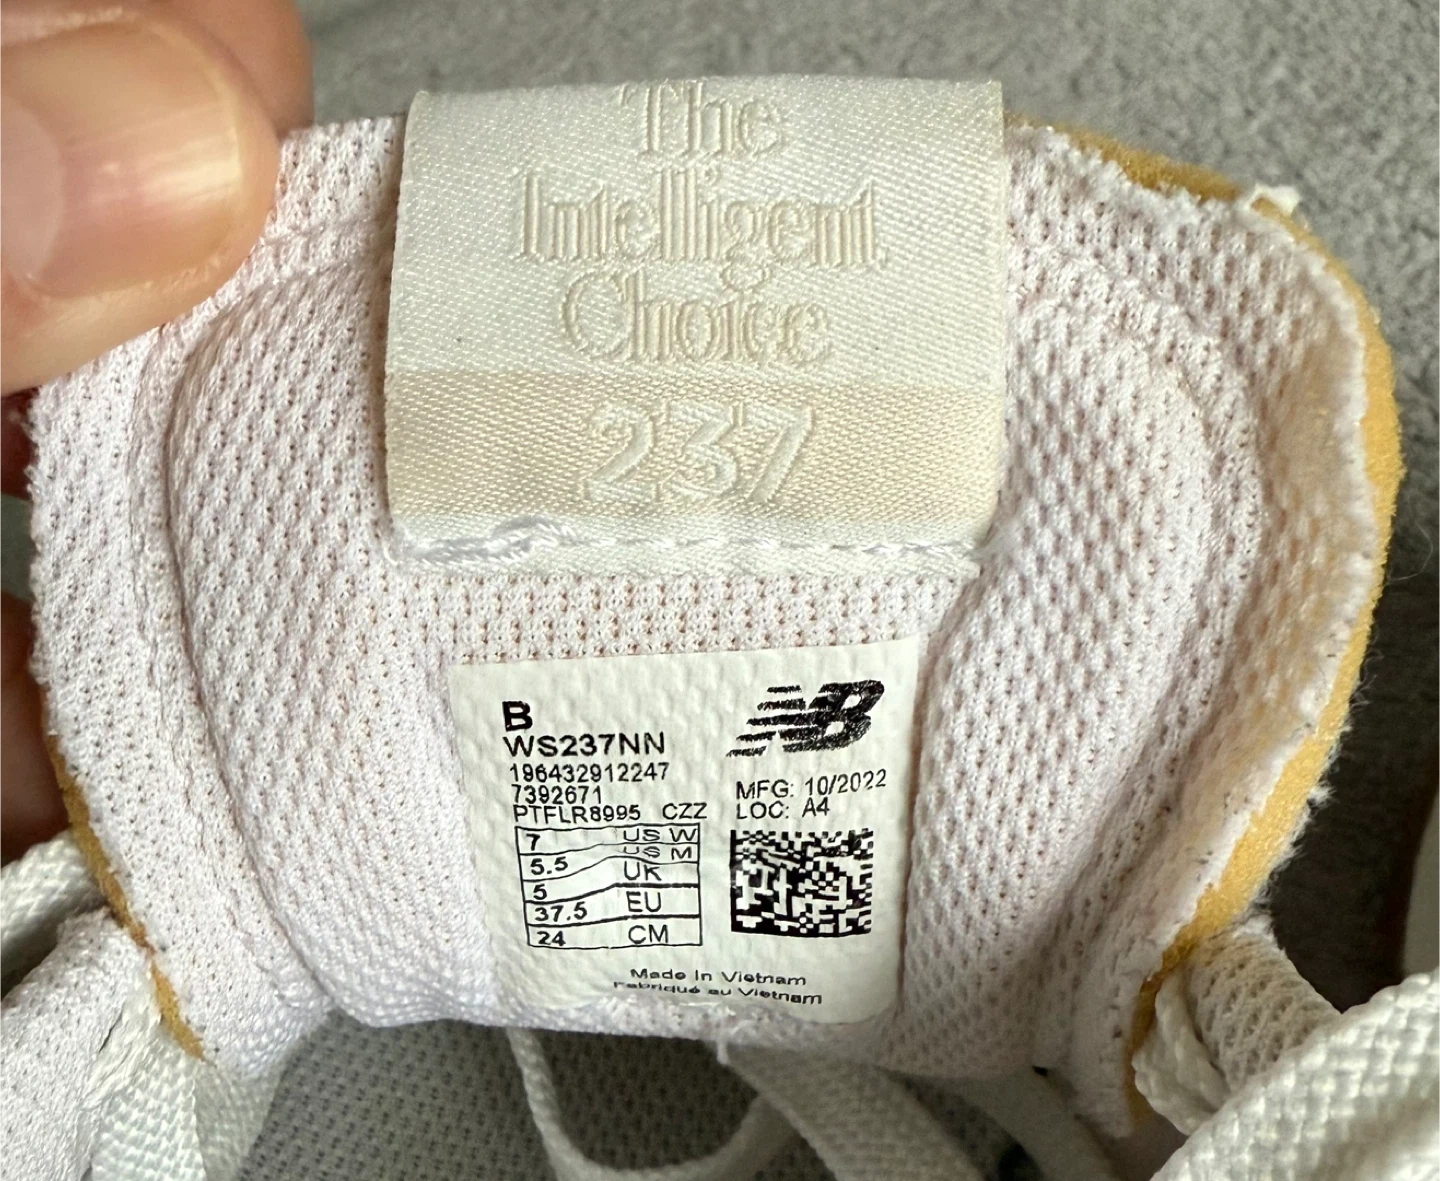 The
Intelligent
Choice
237
B
NB
WS237NN
196432912247
7392671
PTFLR8995 CZZ
MFG: 10/2022
LOC: A4
7 US W
5.5 US M
5 UK
37.5 EU
24 CM
Made In Vietnam
Fabriqué au Vietnam